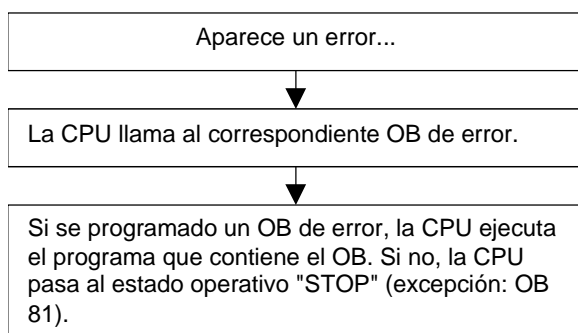 Aparece un error...
La CPU llama al correspondiente OB de error.
Si se programado un OB de error, la CPU ejecuta
el programa que contiene el OB. Si no, la CPU
pasa al estado operativo "STOP" (excepción: OB
81).